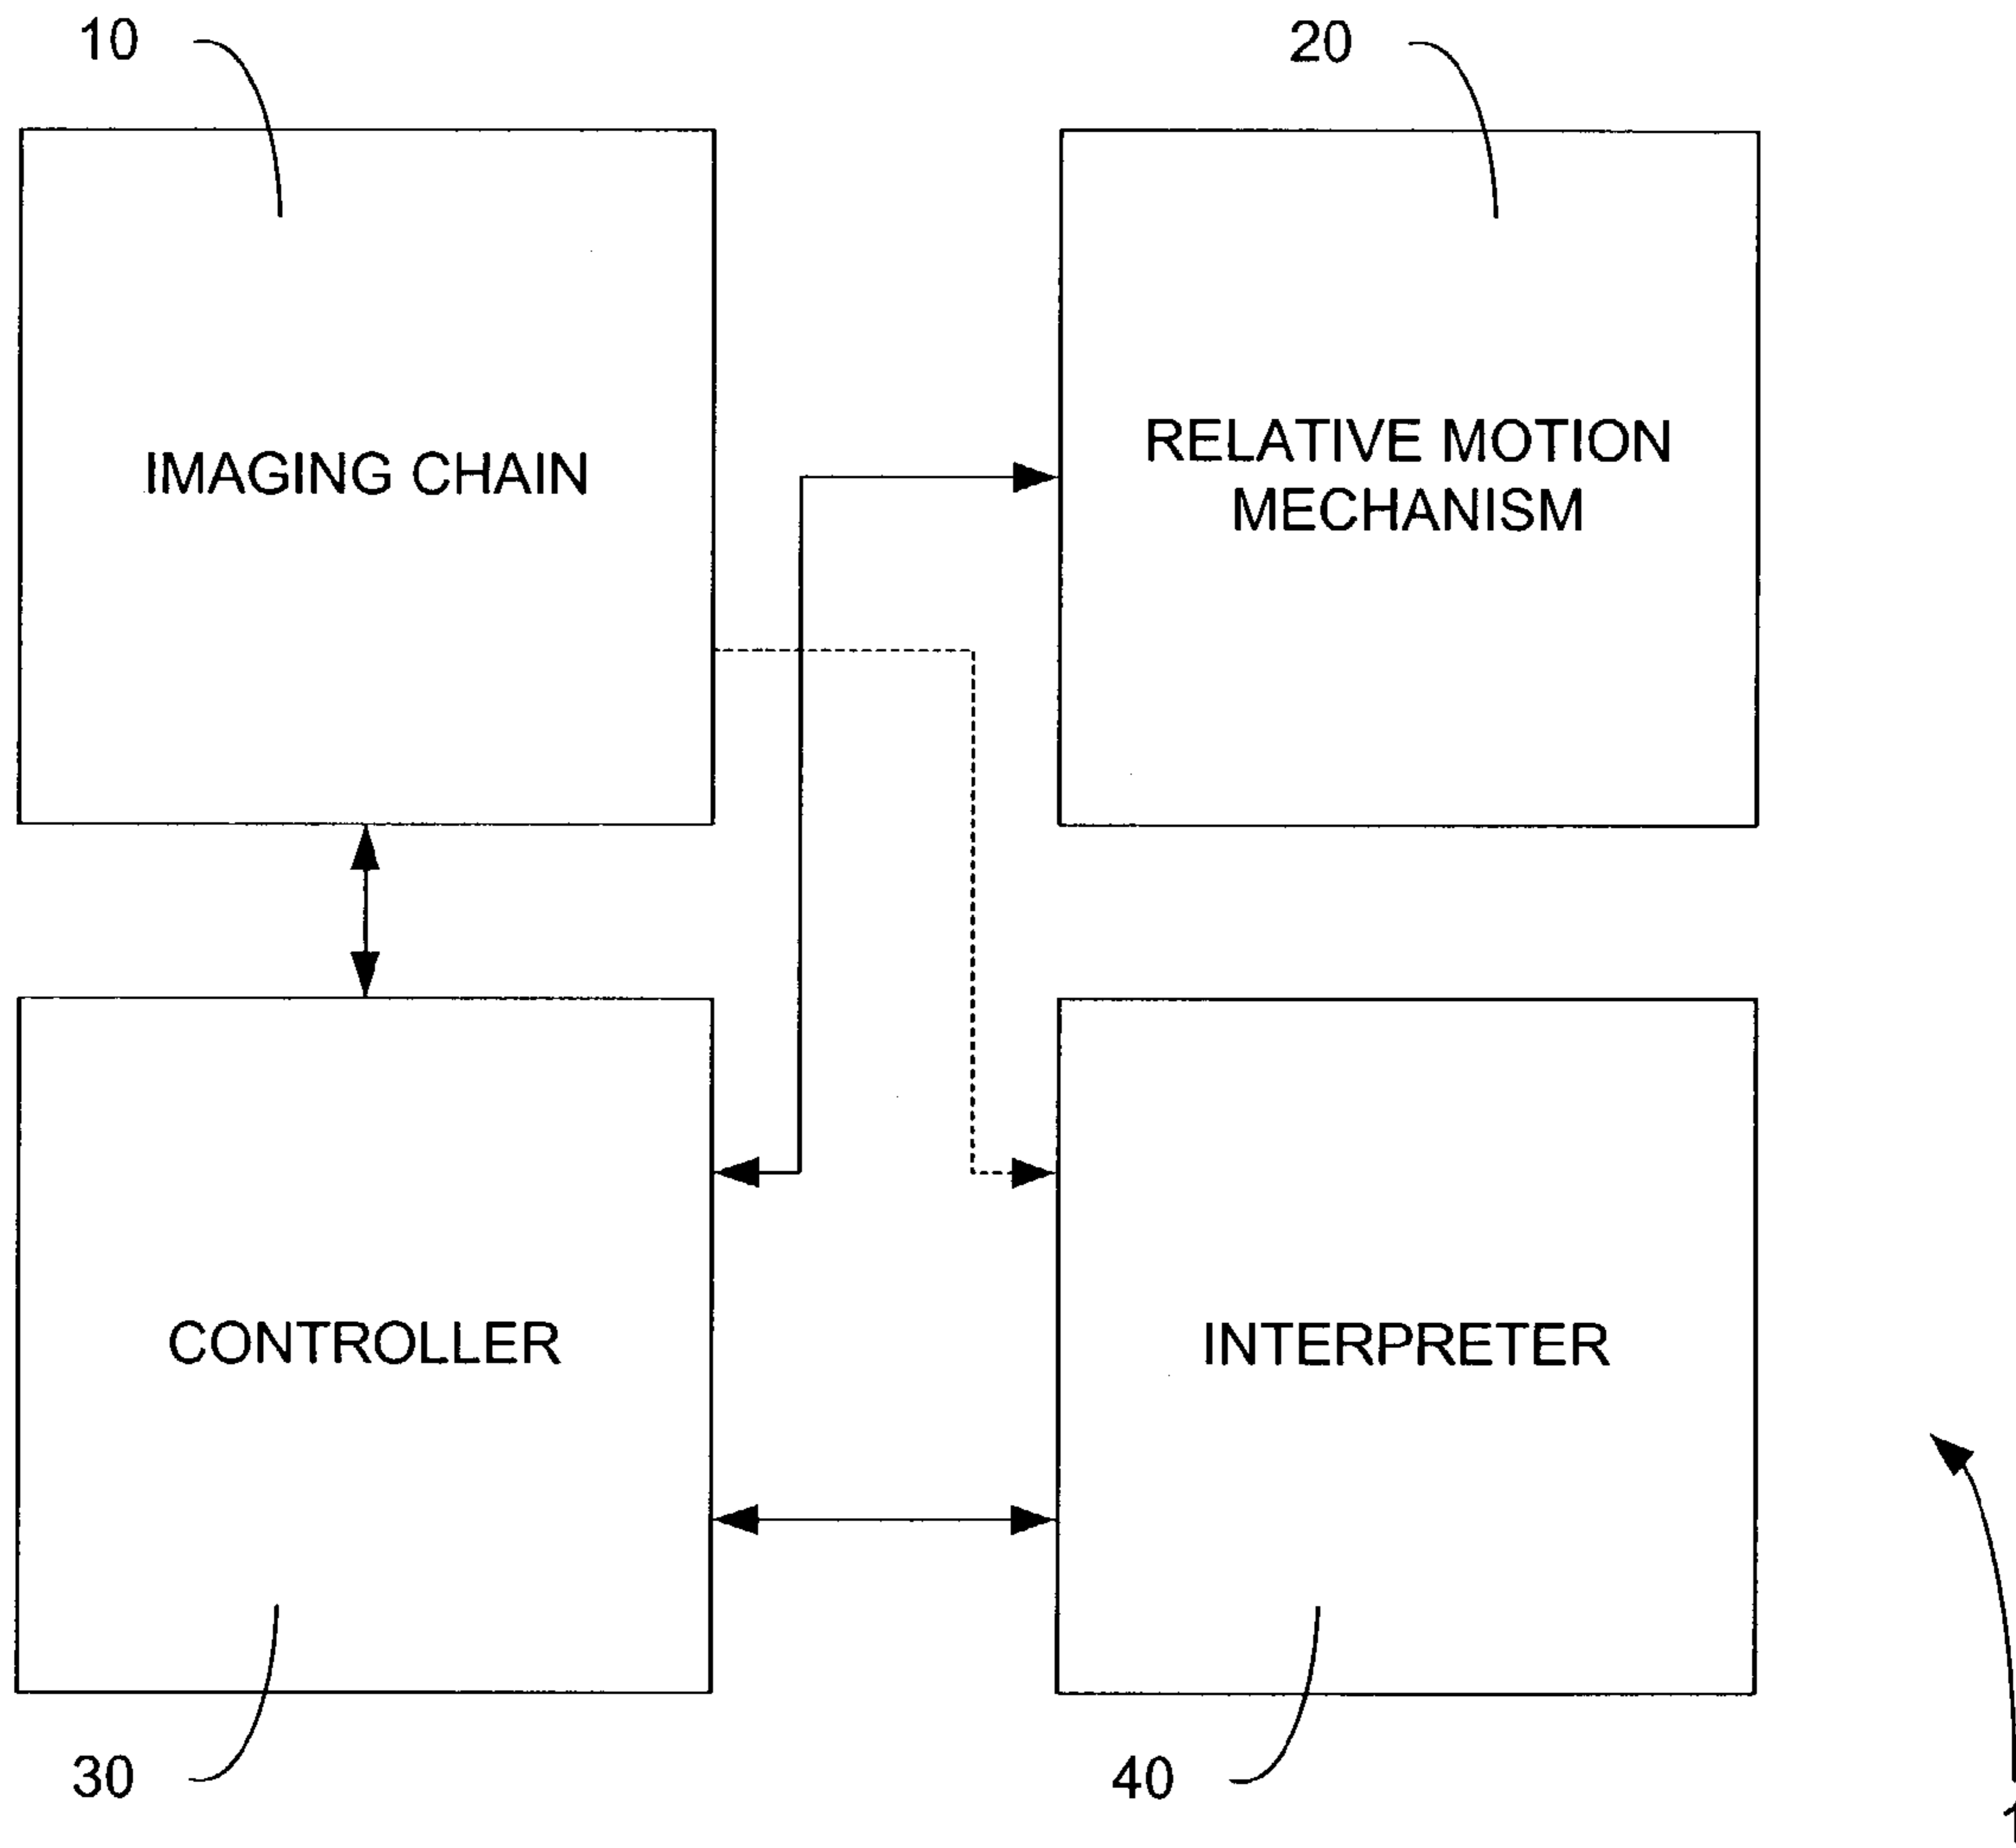 10
20
IMAGING CHAIN
RELATIVE MOTION
MECHANISM
CONTROLLER
INTERPRETER
30
40